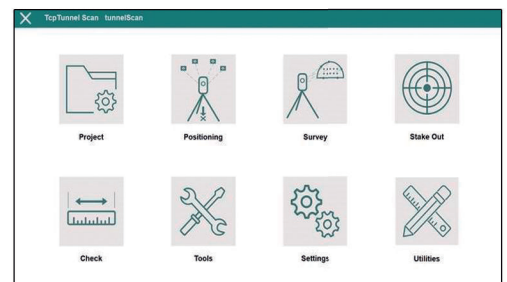 TcpTunnel Scan tunnelScan
Project Positioning Survey Stake Out
Check Tools Settings Utilities